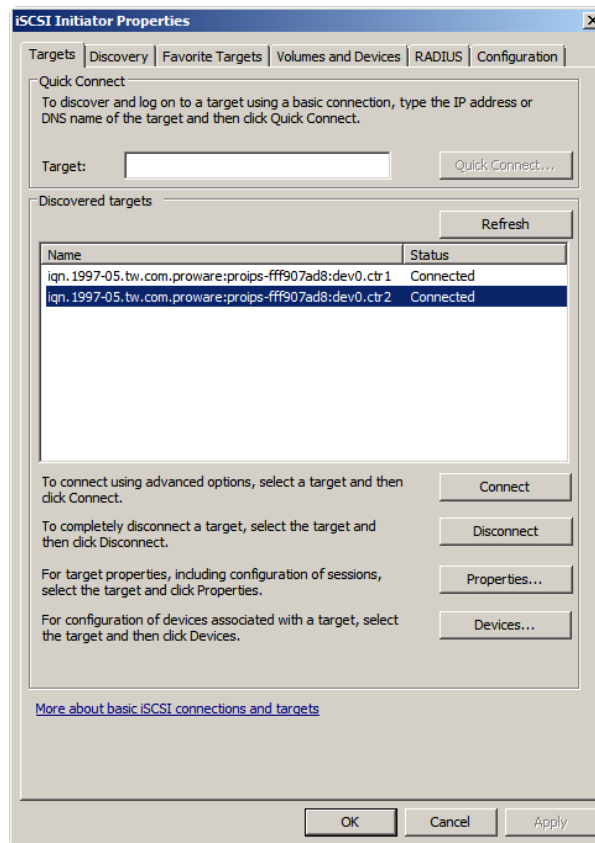 iSCSI Initiator Properties
Targets Discovery Favorite Targets Volumes and Devices RADIUS Configuration
Quick Connect
To discover and log on to a target using a basic connection, type the IP address or
DNS name of the target and then click Quick Connect.
Target: Quick Connect...
Discovered targets
Refresh
Name Status
iqn.1997-05.tw.com.proware:proips-fff907ad8:dev0.ctr1 Connected
iqn.1997-05.tw.com.proware:proips-fff907ad8:dev0.ctr2 Connected
To connect using advanced options, select a target and then
click Connect.
Connect
To completely disconnect a target, select the target and
then click Disconnect.
Disconnect
For target properties, including configuration of sessions,
select the target and click Properties.
Properties...
For configuration of devices associated with a target, select
the target and then click Devices.
Devices...
More about basic iSCSI connections and targets
OK Cancel Apply